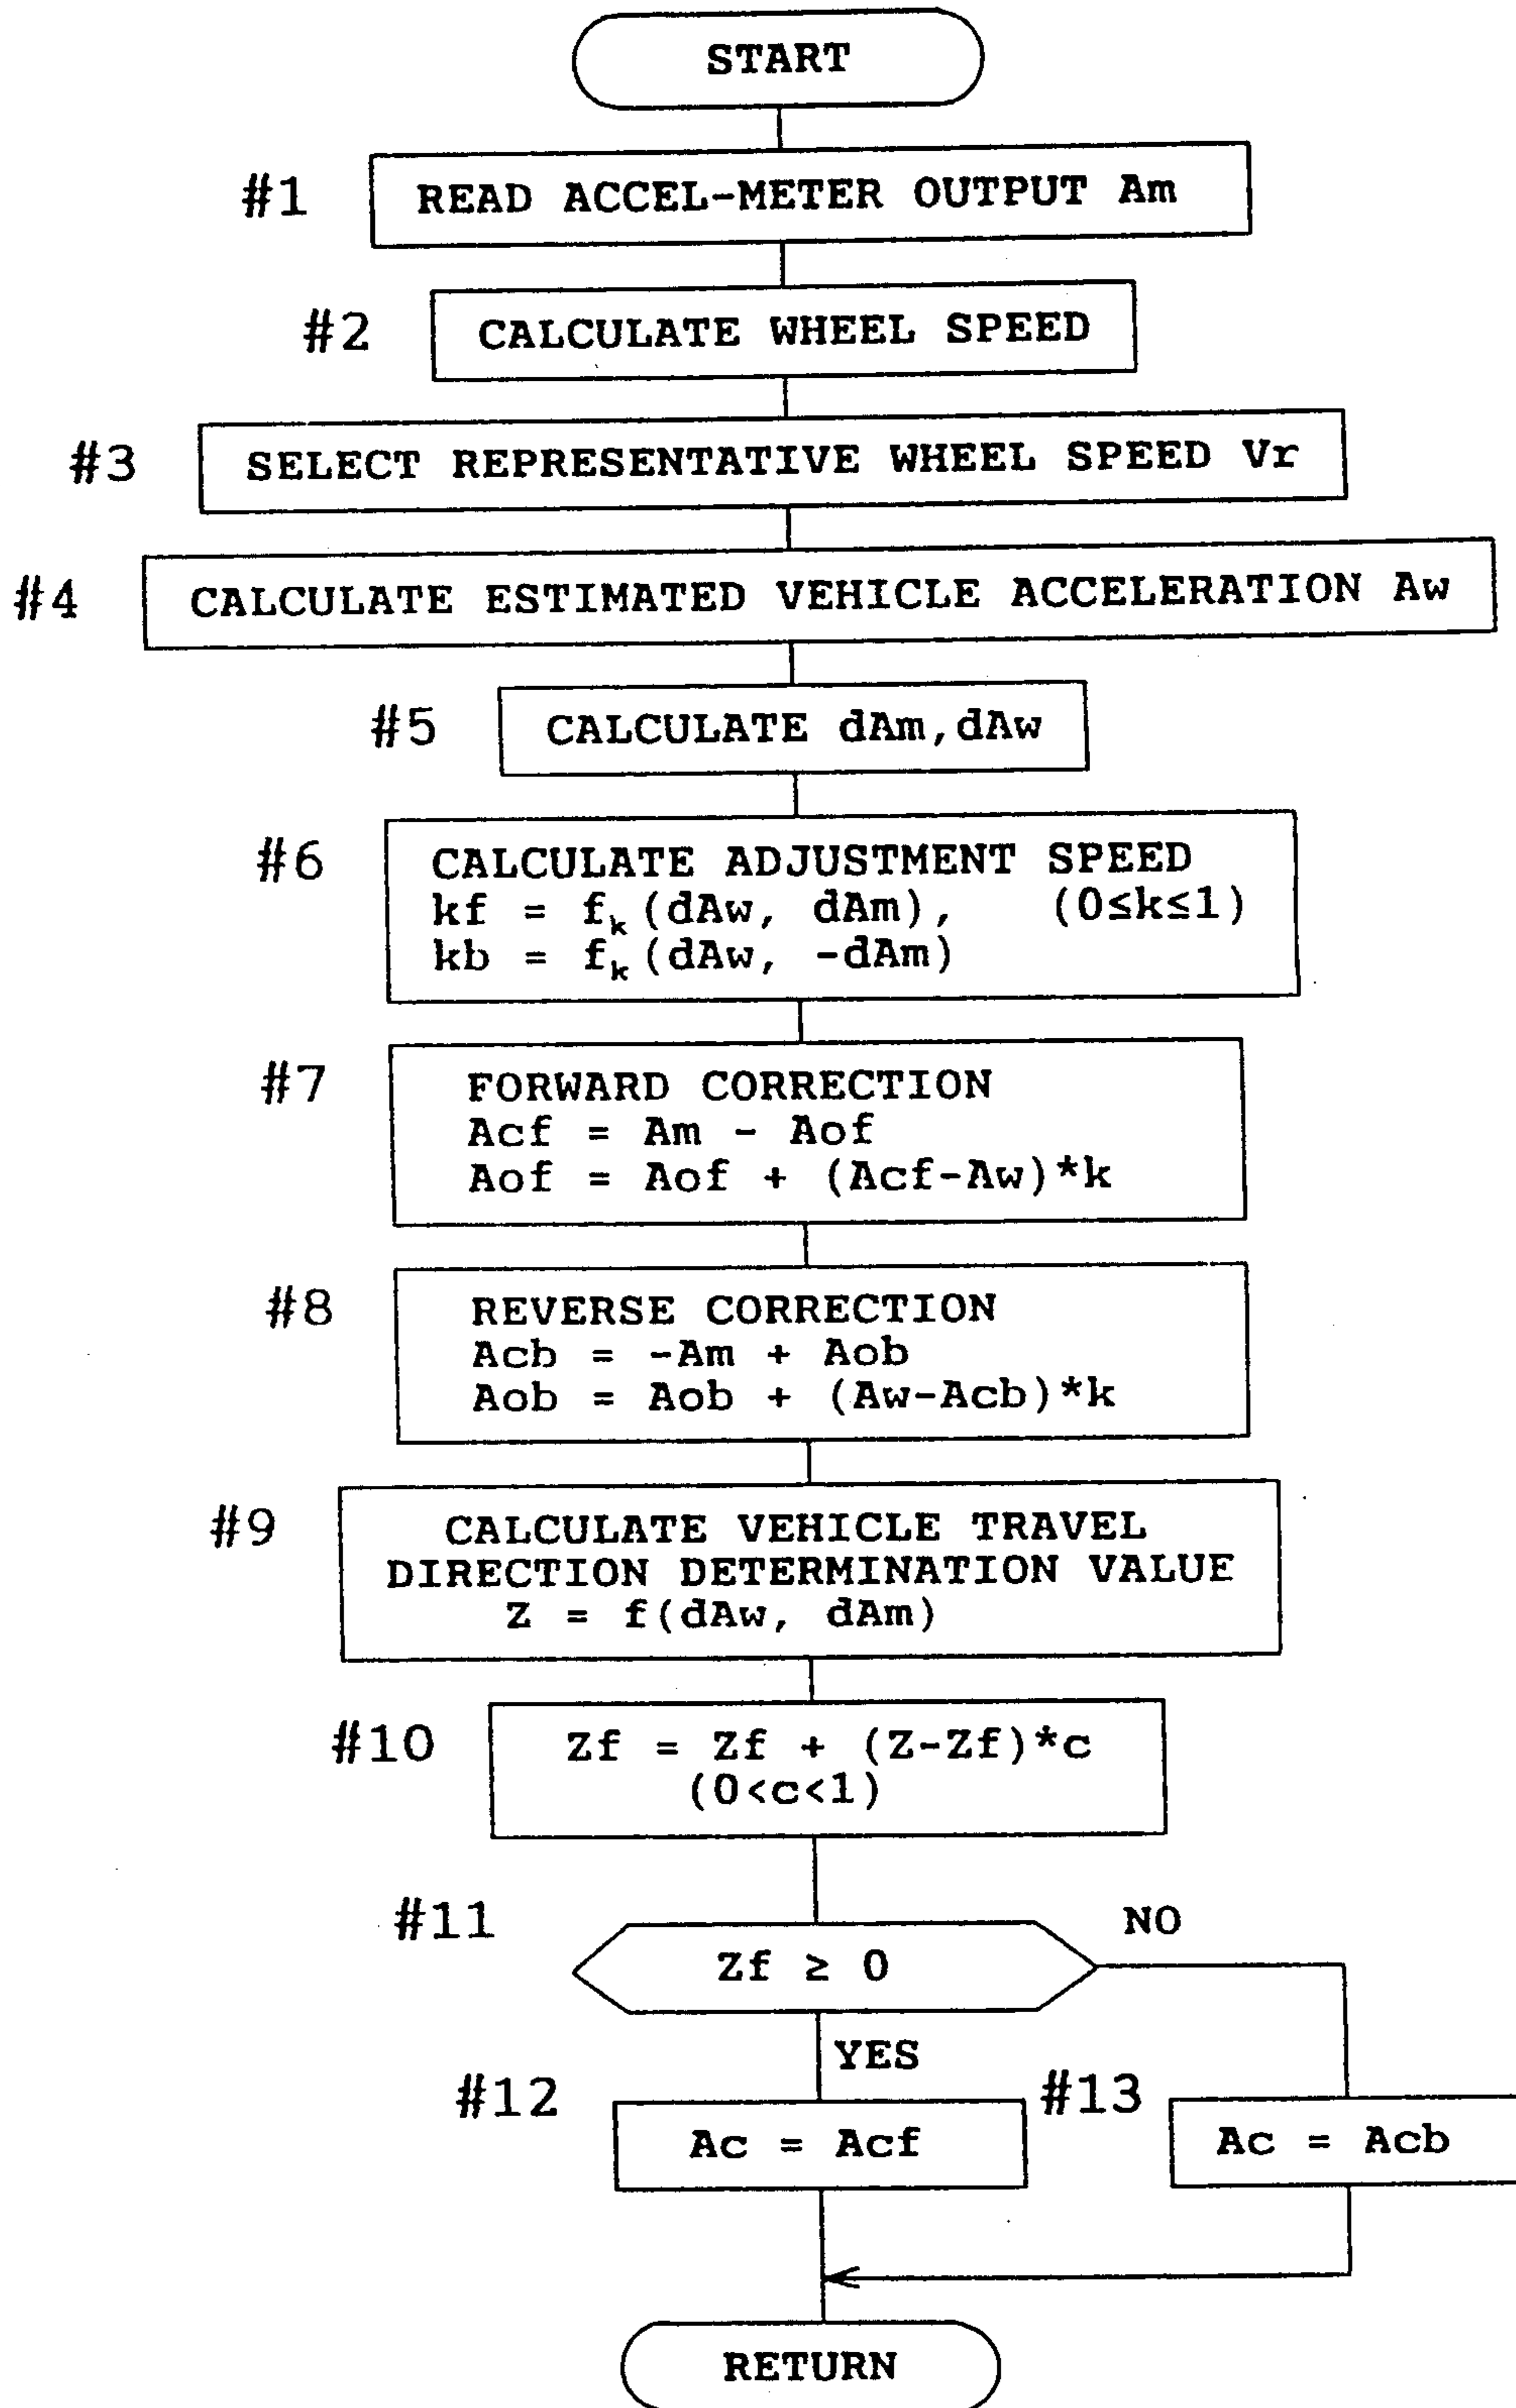 START
#1 READ ACCEL-METER OUTPUT Am
#2 CALCULATE WHEEL SPEED
#3 SELECT REPRESENTATIVE WHEEL SPEED Vr
#4 CALCULATE ESTIMATED VEHICLE ACCELERATION Aw
#5 CALCULATE dAm,dAw
#6 CALCULATE ADJUSTMENT SPEED
kf = fk(dAw, dAm), (0≤k≤1)
kb = fk(dAw, -dAm)
#7 FORWARD CORRECTION
Acf = Am - Aof
Aof = Aof + (Acf-Aw)*k
#8 REVERSE CORRECTION
Acb = -Am + Aob
Aob = Aob + (Aw-Acb)*k
#9 CALCULATE VEHICLE TRAVEL
DIRECTION DETERMINATION VALUE
Z = f(dAw, dAm)
#10 Zf = Zf + (Z-Zf)*c
(0<c<1)
#11 Zf ≥ 0 NO
YES
#12 Ac = Acf #13 Ac = Acb
RETURN